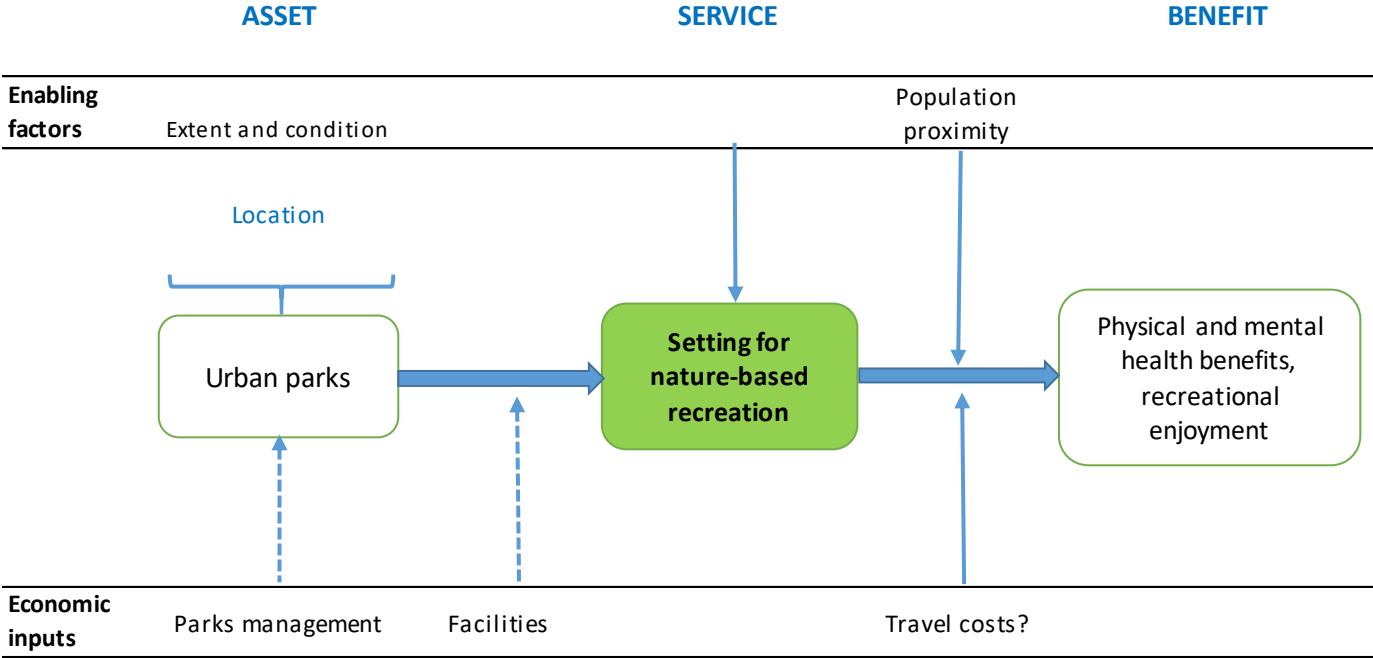 ASSET
SERVICE
BENEFIT
Enabling
factors
Extent and condition
Population
proximity
Location
Urban parks
Setting for
nature-based
recreation
Physical and mental
health benefits,
recreational
enjoyment
Economic
inputs
Parks management
Facilities
Travel costs?